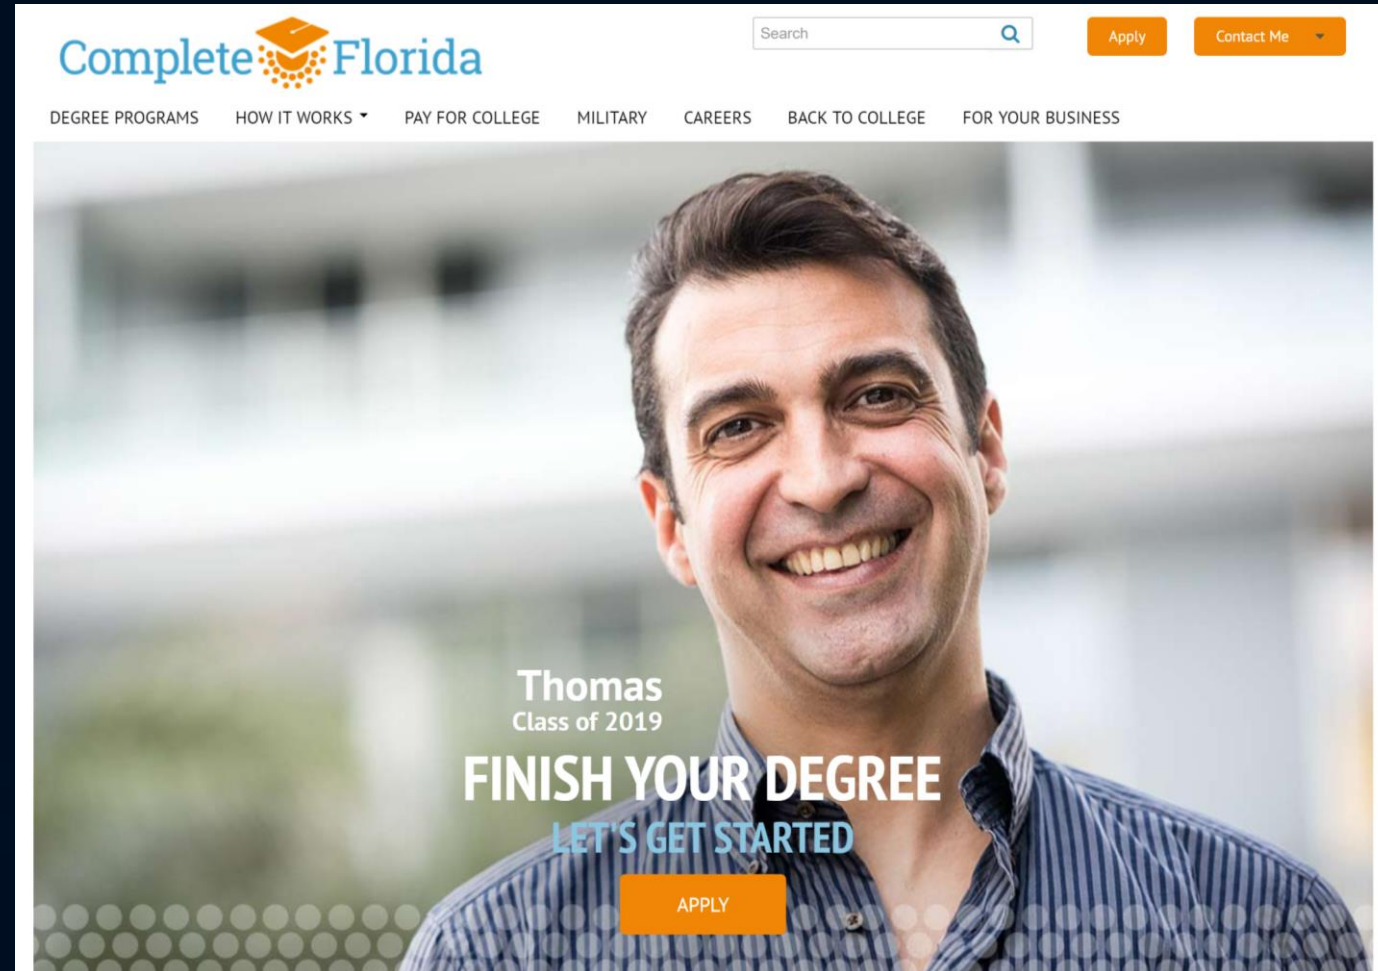 Complete Florida
Search
Apply
Contact Me
DEGREE PROGRAMS HOW IT WORKS PAY FOR COLLEGE MILITARY CAREERS BACK TO COLLEGE FOR YOUR BUSINESS
Thomas
Class of 2019
FINISH YOUR DEGREE
LET'S GET STARTED
APPLY